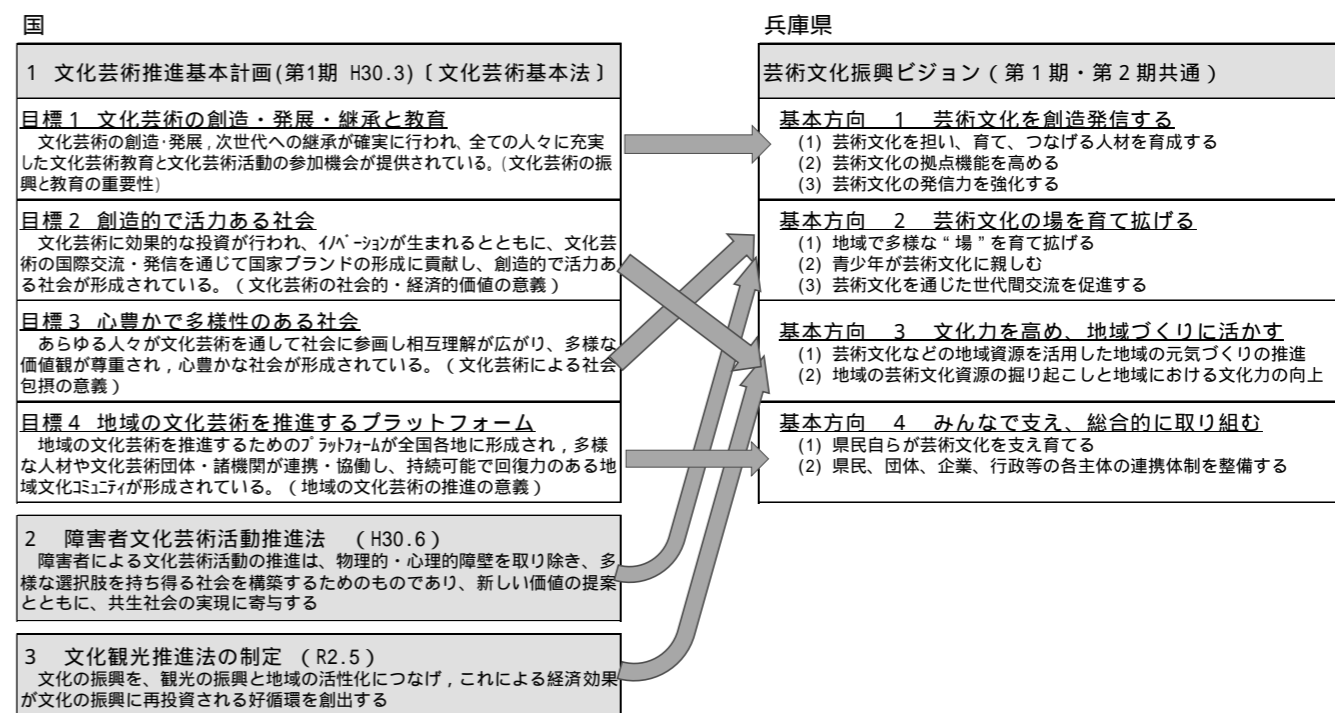 国
1 文化芸術推進基本計画(第1期 H30.3)〔文化芸術基本法〕
目標1 文化芸術の創造・発展・継承と教育
文化芸術の創造・発展,次世代への継承が確実に行われ、全ての人々に充実
した文化芸術教育と文化芸術活動の参加機会が提供されている。(文化芸術の振
興と教育の重要性)
目標2 創造的で活力ある社会
文化芸術に効果的な投資が行われ、ｲﾉﾍﾞｰｼｮﾝが生まれるとともに、文化芸
術の国際交流・発信を通じて国家ブランドの形成に貢献し、創造的で活力あ
る社会が形成されている。(文化芸術の社会的・経済的価値の意義)
目標3 心豊かで多様性のある社会
あらゆる人々が文化芸術を通して社会に参画し相互理解が広がり、多様な
価値観が尊重され,心豊かな社会が形成されている。(文化芸術による社会
包摂の意義)
目標4 地域の文化芸術を推進するプラットフォーム
地域の文化芸術を推進するためのﾌﾟﾗｯﾄﾌｫｰﾑが全国各地に形成され,多様
な人材や文化芸術団体・諸機関が連携・協働し、持続可能で回復力のある地
域文化ｺﾐｭﾆﾃｨが形成されている。(地域の文化芸術の推進の意義)
2 障害者文化芸術活動推進法 (H30.6)
障害者による文化芸術活動の推進は、物理的・心理的障壁を取り除き、多
様な選択肢を持ち得る社会を構築するためのものであり、新しい価値の提案
とともに、共生社会の実現に寄与する
3 文化観光推進法の制定 (R2.5)
文化の振興を、観光の振興と地域の活性化につなげ,これによる経済効果
が文化の振興に再投資される好循環を創出する
兵庫県
芸術文化振興ビジョン(第1期・第2期共通)
基本方向 1 芸術文化を創造発信する
(1) 芸術文化を担い、育て、つなげる人材を育成する
(2) 芸術文化の拠点機能を高める
(3) 芸術文化の発信力を強化する
基本方向 2 芸術文化の場を育て拡げる
(1) 地域で多様な“場”を育て拡げる
(2) 青少年が芸術文化に親しむ
(3) 芸術文化を通じた世代間交流を促進する
基本方向 3 文化力を高め、地域づくりに活かす
(1) 芸術文化などの地域資源を活用した地域の元気づくりの推進
(2) 地域の芸術文化資源の掘り起こしと地域における文化力の向上
基本方向 4 みんなで支え、総合的に取り組む
(1) 県民自らが芸術文化を支え育てる
(2) 県民、団体、企業、行政等の各主体の連携体制を整備する